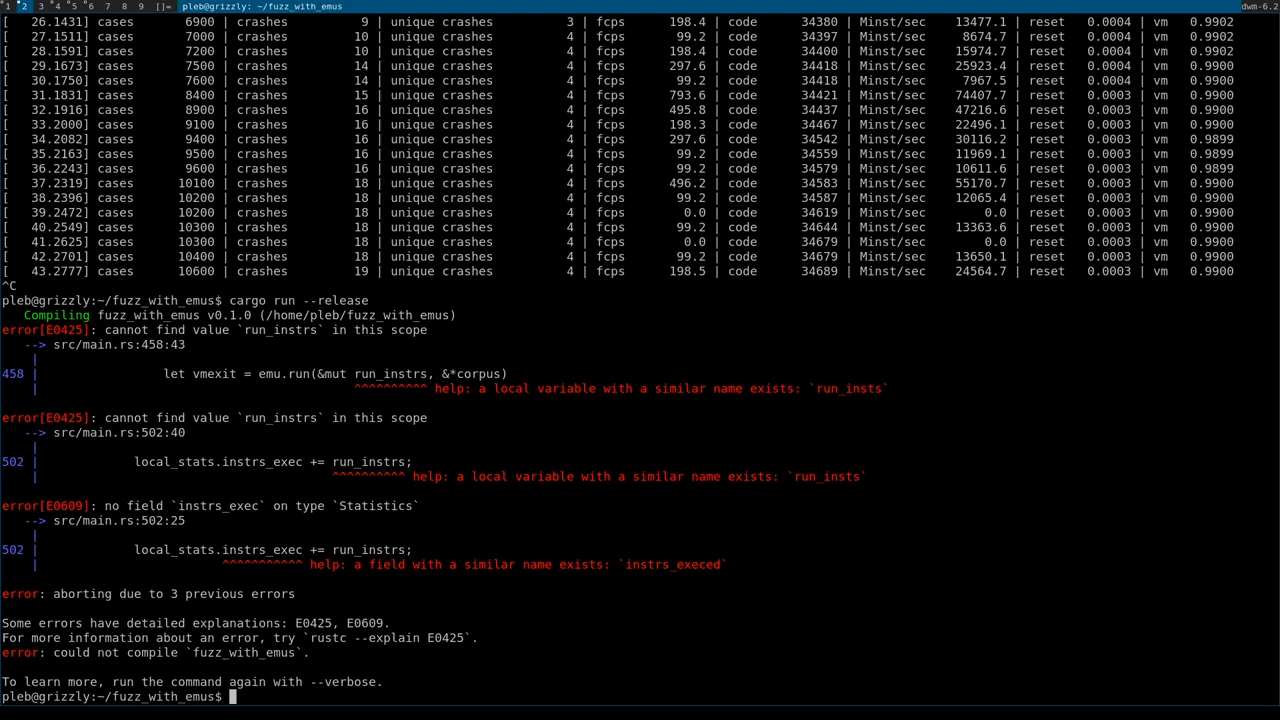 1 2 3 4 5 6 7 8 9 []= pleb@grizzly: ~/fuzz_with_emus dwm-6.2
[ 26.1431] cases 6900 | crashes 9 | unique crashes 3 | fcps 198.4 | code 34380 | Minst/sec 13477.1 | reset 0.0004 | vm 0.9902
[ 27.1511] cases 7000 | crashes 10 | unique crashes 4 | fcps 99.2 | code 34397 | Minst/sec 8674.7 | reset 0.0004 | vm 0.9902
[ 28.1591] cases 7200 | crashes 10 | unique crashes 4 | fcps 198.4 | code 34400 | Minst/sec 15974.7 | reset 0.0004 | vm 0.9902
[ 29.1673] cases 7500 | crashes 14 | unique crashes 4 | fcps 297.6 | code 34418 | Minst/sec 25923.4 | reset 0.0004 | vm 0.9900
[ 30.1750] cases 7600 | crashes 14 | unique crashes 4 | fcps 99.2 | code 34418 | Minst/sec 7967.5 | reset 0.0004 | vm 0.9900
[ 31.1831] cases 8400 | crashes 15 | unique crashes 4 | fcps 793.6 | code 34421 | Minst/sec 74407.7 | reset 0.0003 | vm 0.9900
[ 32.1916] cases 8900 | crashes 16 | unique crashes 4 | fcps 495.8 | code 34437 | Minst/sec 47216.6 | reset 0.0003 | vm 0.9900
[ 33.2000] cases 9100 | crashes 16 | unique crashes 4 | fcps 198.3 | code 34467 | Minst/sec 22496.1 | reset 0.0003 | vm 0.9900
[ 34.2082] cases 9400 | crashes 16 | unique crashes 4 | fcps 297.6 | code 34542 | Minst/sec 30116.2 | reset 0.0003 | vm 0.9899
[ 35.2163] cases 9500 | crashes 16 | unique crashes 4 | fcps 99.2 | code 34559 | Minst/sec 11969.1 | reset 0.0003 | vm 0.9899
[ 36.2243] cases 9600 | crashes 16 | unique crashes 4 | fcps 99.2 | code 34579 | Minst/sec 10611.6 | reset 0.0003 | vm 0.9899
[ 37.2319] cases 10100 | crashes 18 | unique crashes 4 | fcps 496.2 | code 34583 | Minst/sec 55170.7 | reset 0.0003 | vm 0.9900
[ 38.2396] cases 10200 | crashes 18 | unique crashes 4 | fcps 99.2 | code 34587 | Minst/sec 12065.4 | reset 0.0003 | vm 0.9900
[ 39.2472] cases 10200 | crashes 18 | unique crashes 4 | fcps 0.0 | code 34619 | Minst/sec 0.0 | reset 0.0003 | vm 0.9900
[ 40.2549] cases 10300 | crashes 18 | unique crashes 4 | fcps 99.2 | code 34644 | Minst/sec 13363.6 | reset 0.0003 | vm 0.9900
[ 41.2625] cases 10300 | crashes 18 | unique crashes 4 | fcps 0.0 | code 34679 | Minst/sec 0.0 | reset 0.0003 | vm 0.9900
[ 42.2701] cases 10400 | crashes 18 | unique crashes 4 | fcps 99.2 | code 34679 | Minst/sec 13650.1 | reset 0.0003 | vm 0.9900
[ 43.2777] cases 10600 | crashes 19 | unique crashes 4 | fcps 198.5 | code 34689 | Minst/sec 24564.7 | reset 0.0003 | vm 0.9900
^C
pleb@grizzly:~/fuzz_with_emus$ cargo run --release
Compiling fuzz_with_emus v0.1.0 (/home/pleb/fuzz_with_emus)
error[E0425]: cannot find value `run_instrs` in this scope
--> src/main.rs:458:43
|
458 | let vmexit = emu.run(&mut run_instrs, &*corpus)
| ^^^^^^^^^^ help: a local variable with a similar name exists: `run_insts`
error[E0425]: cannot find value `run_instrs` in this scope
--> src/main.rs:502:40
|
502 | local_stats.instrs_exec += run_instrs;
| ^^^^^^^^^^ help: a local variable with a similar name exists: `run_insts`
error[E0609]: no field `instrs_exec` on type `Statistics`
--> src/main.rs:502:25
|
502 | local_stats.instrs_exec += run_instrs;
| ^^^^^^^^^^^ help: a field with a similar name exists: `instrs_execed`
error: aborting due to 3 previous errors
Some errors have detailed explanations: E0425, E0609.
For more information about an error, try `rustc --explain E0425`.
error: could not compile `fuzz_with_emus`.
To learn more, run the command again with --verbose.
pleb@grizzly:~/fuzz_with_emus$